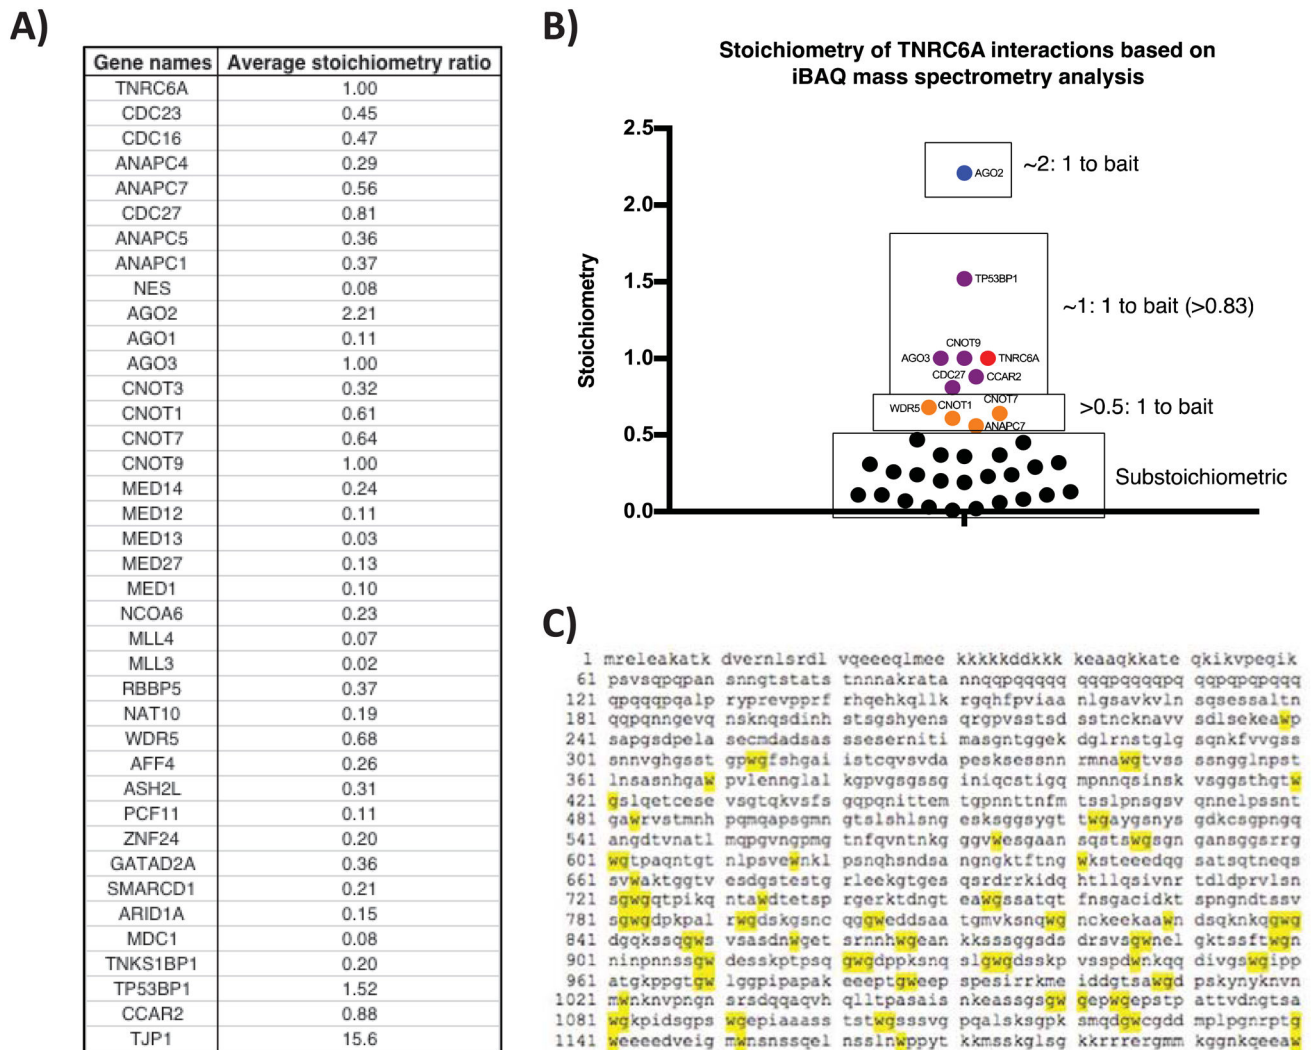 A)
Gene names Average stoichiometry ratio
TNRC6A 1.00
CDC23 0.45
CDC16 0.47
ANAPC4 0.29
ANAPC7 0.56
CDC27 0.81
ANAPC5 0.36
ANAPC1 0.37
NES 0.08
AGO2 2.21
AGO1 0.11
AGO3 1.00
CNOT3 0.32
CNOT1 0.61
CNOT7 0.64
CNOT9 1.00
MED14 0.24
MED12 0.11
MED13 0.03
MED27 0.13
MED1 0.10
NCOA6 0.23
MLL4 0.07
MLL3 0.02
RBBP5 0.37
NAT10 0.19
WDR5 0.68
AFF4 0.26
ASH2L 0.31
PCF11 0.11
ZNF24 0.20
GATAD2A 0.36
SMARCD1 0.21
ARID1A 0.15
MDC1 0.08
TNKS1BP1 0.20
TP53BP1 1.52
CCAR2 0.88
TJP1 15.6
B)
Stoichiometry of TNRC6A interactions based on
iBAQ mass spectrometry analysis
Stoichiometry
2.5
2.0
1.5
1.0
0.5
0.0
AGO2
~2: 1 to bait
TP53BP1
~1: 1 to bait (>0.83)
CNOT9
AGO3
TNRC6A
CDC27
CCAR2
WDR5
CNOT1
CNOT7
ANAPC7
>0.5: 1 to bait
Substoichiometric
C)
1 mreleakatk dvernlsrdl vqeeeqlmee kkkkkddkkk keaaqkkate qkikvpeqik
61 psvsqpqpan snngtstats tnnnakrata nnqqpqqqqq qqqpqqqqpq qqpqpqpqqq
121 qpqqqpqalp ryprevpprf rhqehkqllk rgqhfpviaa nlgsavkvln sqsessaltn
181 qqpqnngevq nsknqsdinh stsgshyens qrgpvsstsd sstncknavv sdlsekeawp
241 sapgsdpela secmdadsas sseserniti masgntggek dglrnstglg sqnkfvvgss
301 snnvghgsst gpwgfshgai istcqvsvda pesksessnn rmnawgtvss ssngglnpst
361 lnsasnhgaw pvlennglal kgpvgsgssg iniqcstigq mpnnqsinsk vsggsthgtw
421 gslqetcese vsgtqkvsfs gqpqnittem tgpnnttnfm tsslpnsgsv qnnelpssnt
481 gawrvstmnh pqmqapsgmn gtslshlsng esksggsygt twgaygsnys gdkcsgpngq
541 angdtvnatl mqpgvngpmg tnfqvntnkg ggvwesgaan sqstswgsgn gansggsrrg
601 wgtpaqntgt nlpsvewnkl psnqhsndsa ngngktftng wksteeedqg satsqtneqs
661 svwaktggtv esdgstestg rleekgtges qsrdrrkidq htllqsivnr tdldprvlsn
721 sgwgqtpikq ntawdtetsp rgerktdngt eawgssatqt fnsgacidkt spngndtssv
781 sgwgdpkpal rwgdskgsnc qggweddsaa tgmvksnqwg nckeekaawn dsqknkqgwg
841 dgqkssqgws vsasdnwget srnnhwgean kksssggsds drsvsgwnel gktssftwgn
901 ninpnnssgw desskptpsq gwgdppksnq slgwgdsskp vsspdwnkqq divgswgipp
961 atgkppgtgw lggpipapak eeeptgweep spesirrkme iddgtsawgd pskynyknvn
1021 mwnknvpngn srsdqqaqvh qlltpasais nkeassgsgw gepwgepstp attvdngtsa
1081 wgkpidsgps wgepiaaass tstwgsssvg pqalsksgpk smqdgwcgdd mplpgnrptg
1141 weeeedveig mwnsnssqel nsslnwppyt kkmsskglsg kkrrrergmm kggnkqeeaw